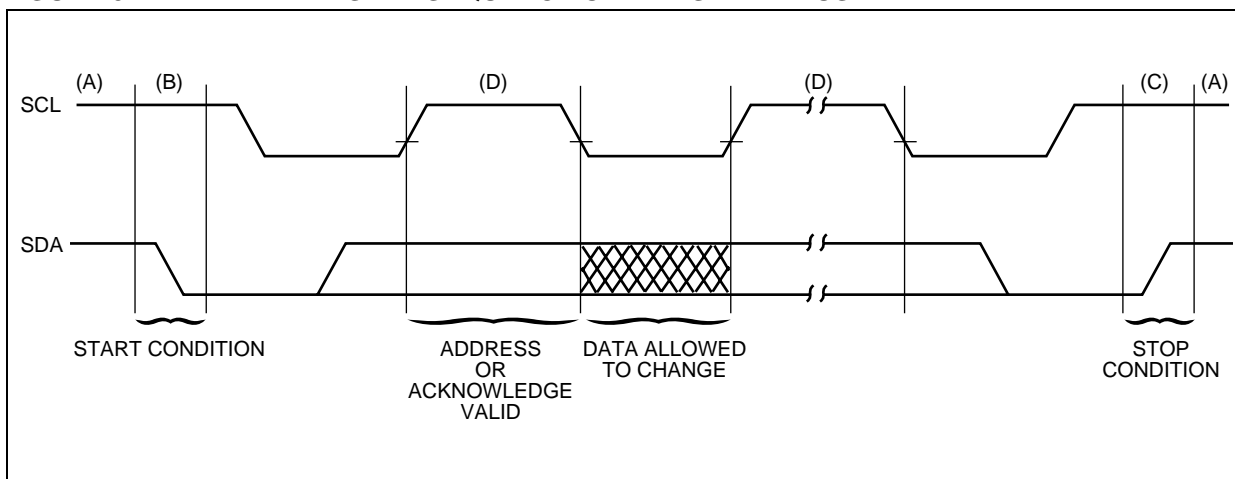 (A) (B) (D) (D) (C) (A)
SCL
SDA
START CONDITION
ADDRESS
OR
ACKNOWLEDGE
VALID
DATA ALLOWED
TO CHANGE
STOP
CONDITION